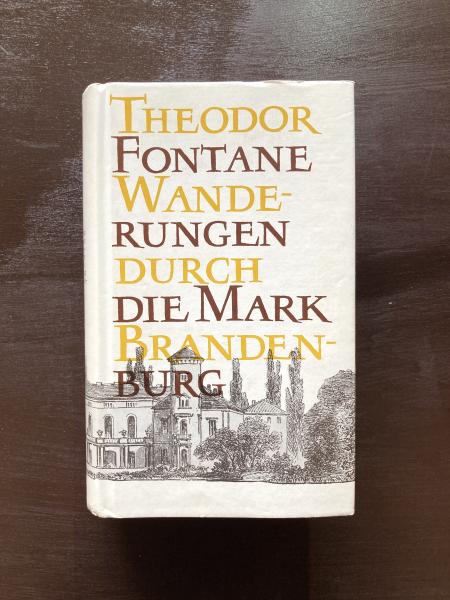 THEODOR
FONTANE
WANDE-
RUNGEN
DURCH
DIE MARK
BRANDEN-
BURG